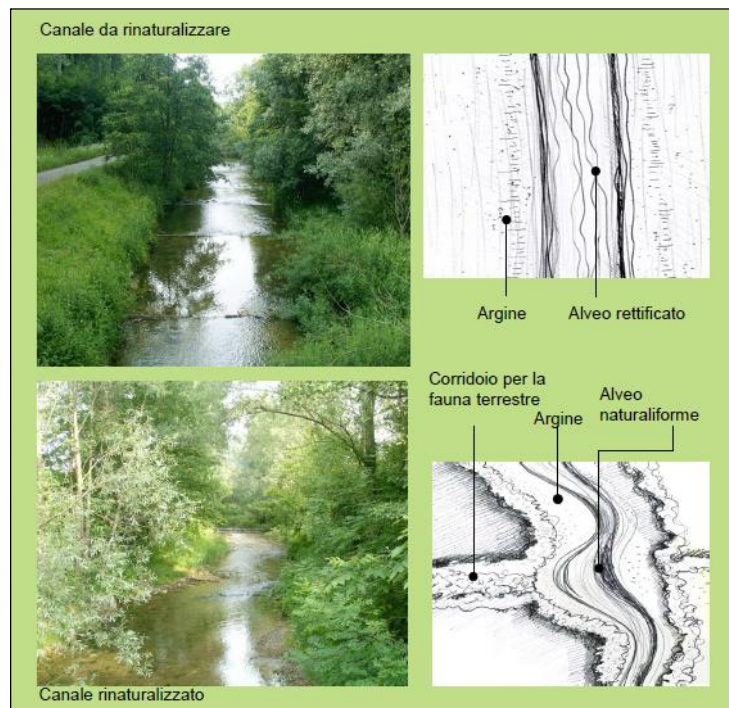 Canale da rinaturalizzare
Argine
Alveo rettificato
Corridoio per la
fauna terrestre
Argine
Alveo
naturaliforme
Canale rinaturalizzato